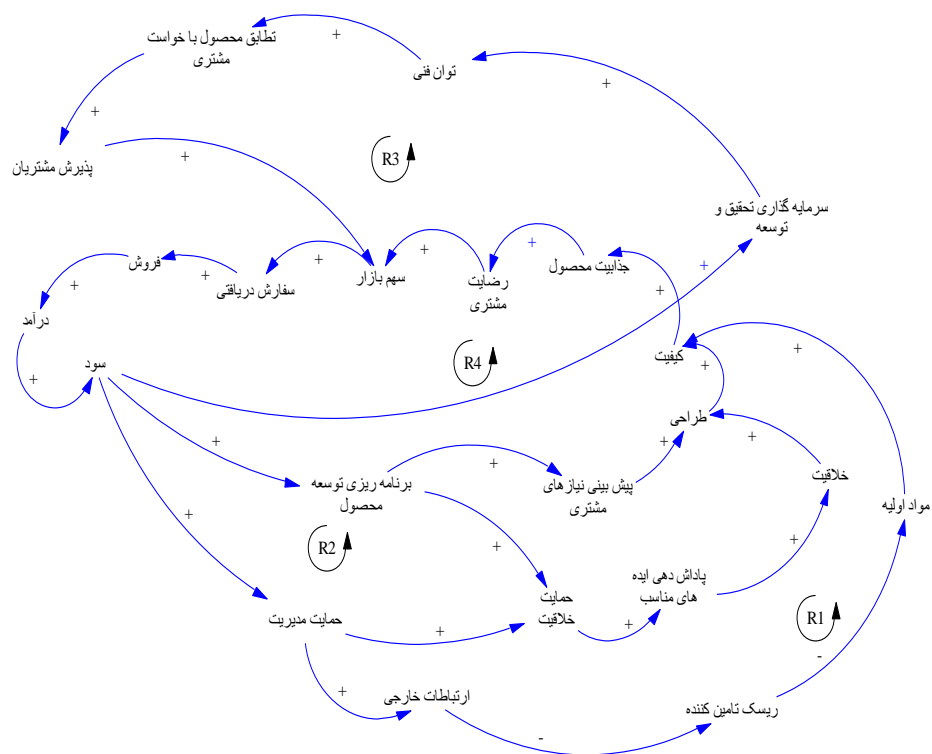 تطابق محصول با خواست
مشتری
+
+
توان فنی
+
+
پذیرش مشتریان
+
R3
سرمایه گذاری تحقیق و
توسعه
فروش
+
+
سفارش دریافتی
+
سهم بازار
+
رضایت
مشتری
+
جذابیت محصول
+
+
درآمد
+
سود
R4
کیفیت
+
+
طراحی
+
+
+
+
برنامه ریزی توسعه
محصول
+
پیش بینی نیازهای
مشتری
خلاقیت
مواد اولیه
+
R2
+
+
پاداش دهی ایده
های مناسب
حمایت
خلاقیت
حمایت مدیریت
+
+
R1
-
+
ارتباطات خارجی
-
ریسک تامین کننده